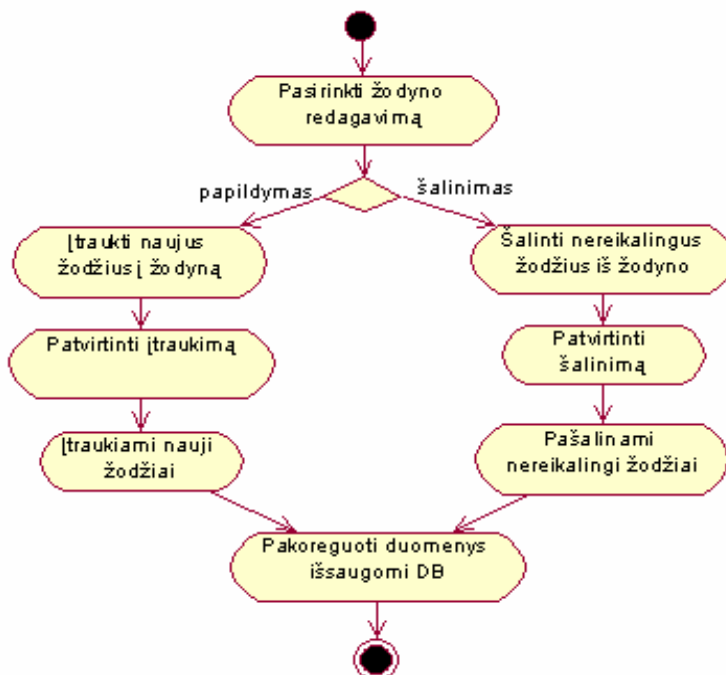 Pasirinkti žodyno
redagavimą
papildymas
šalinimas
Įtraukti naujus
žodžius į žodyną
Šalinti nereikalingus
žodžius iš žodyno
Patvirtinti įtraukimą
Patvirtinti
šalinimą
Įtraukiami nauji
žodžiai
Pašalinami
nereikalingi žodžiai
Pakoreguoti duomenys
išsaugomi DB